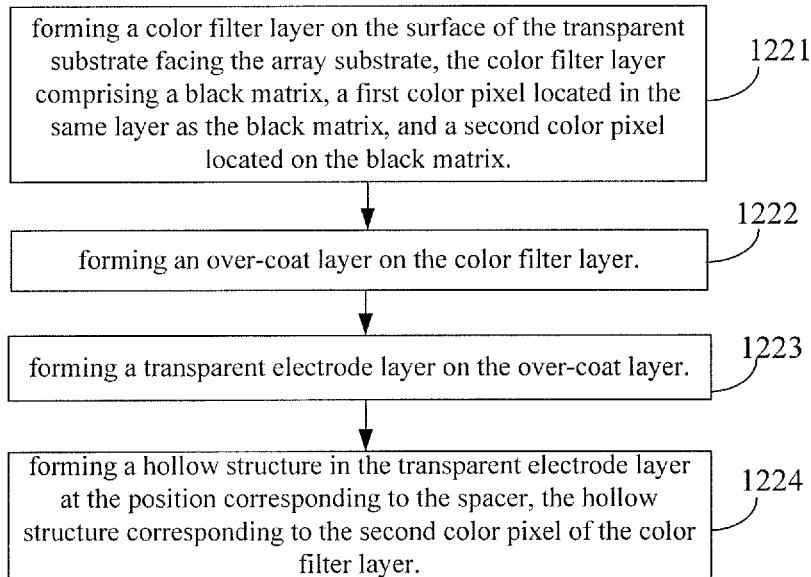 forming a color filter layer on the surface of the transparent
substrate facing the array substrate, the color filter layer
comprising a black matrix, a first color pixel located in the
same layer as the black matrix, and a second color pixel
located on the black matrix.
1221
forming an over-coat layer on the color filter layer.
1222
forming a transparent electrode layer on the over-coat layer.
1223
forming a hollow structure in the transparent electrode layer
at the position corresponding to the spacer, the hollow
structure corresponding to the second color pixel of the color
filter layer.
1224